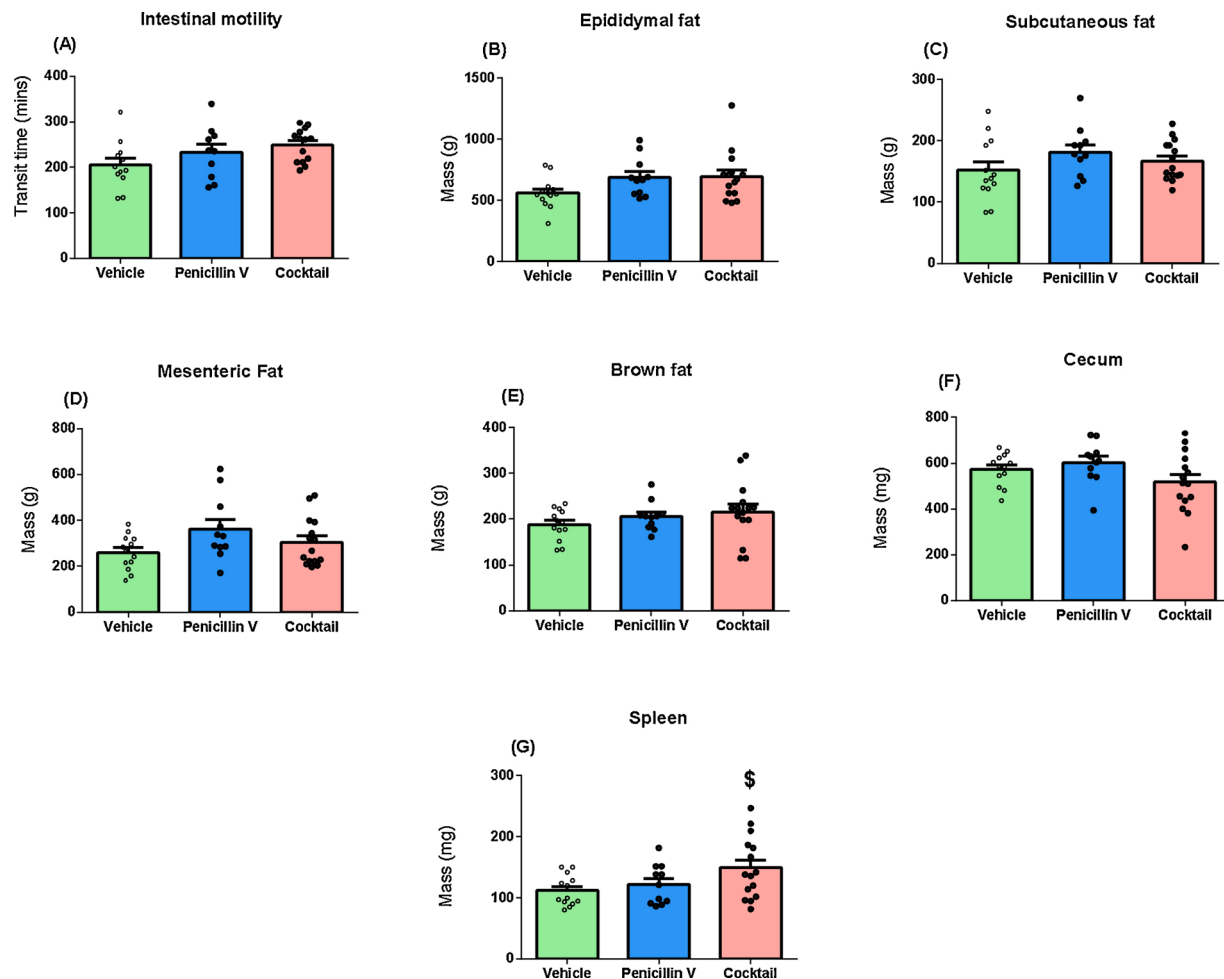 Intestinal motility
(A)
Transit time (mins)
400
300
200
100
0
Vehicle Penicillin V Cocktail
Epididymal fat
(B)
Mass (g)
1500
1000
500
0
Vehicle Penicillin V Cocktail
Subcutaneous fat
(C)
Mass (g)
300
200
100
0
Vehicle Penicillin V Cocktail
Mesenteric Fat
(D)
Mass (g)
800
600
400
200
0
Vehicle Penicillin V Cocktail
Brown fat
(E)
Mass (g)
400
300
200
100
0
Vehicle Penicillin V Cocktail
Cecum
(F)
Mass (mg)
800
600
400
200
0
Vehicle Penicillin V Cocktail
Spleen
(G)
Mass (mg)
300
200
100
0
$
Vehicle Penicillin V Cocktail